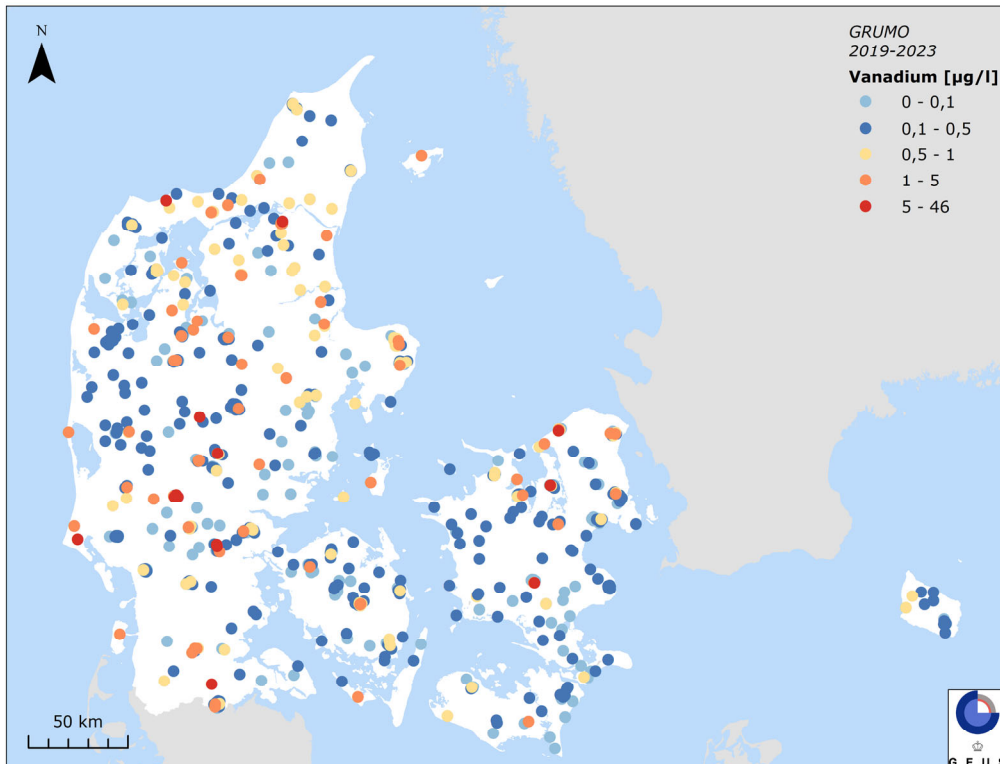 N
GRUMO
2019-2023
Vanadium [µg/l]
0 - 0,1
0,1 - 0,5
0,5 - 1
1 - 5
5 - 46
50 km
G E U S